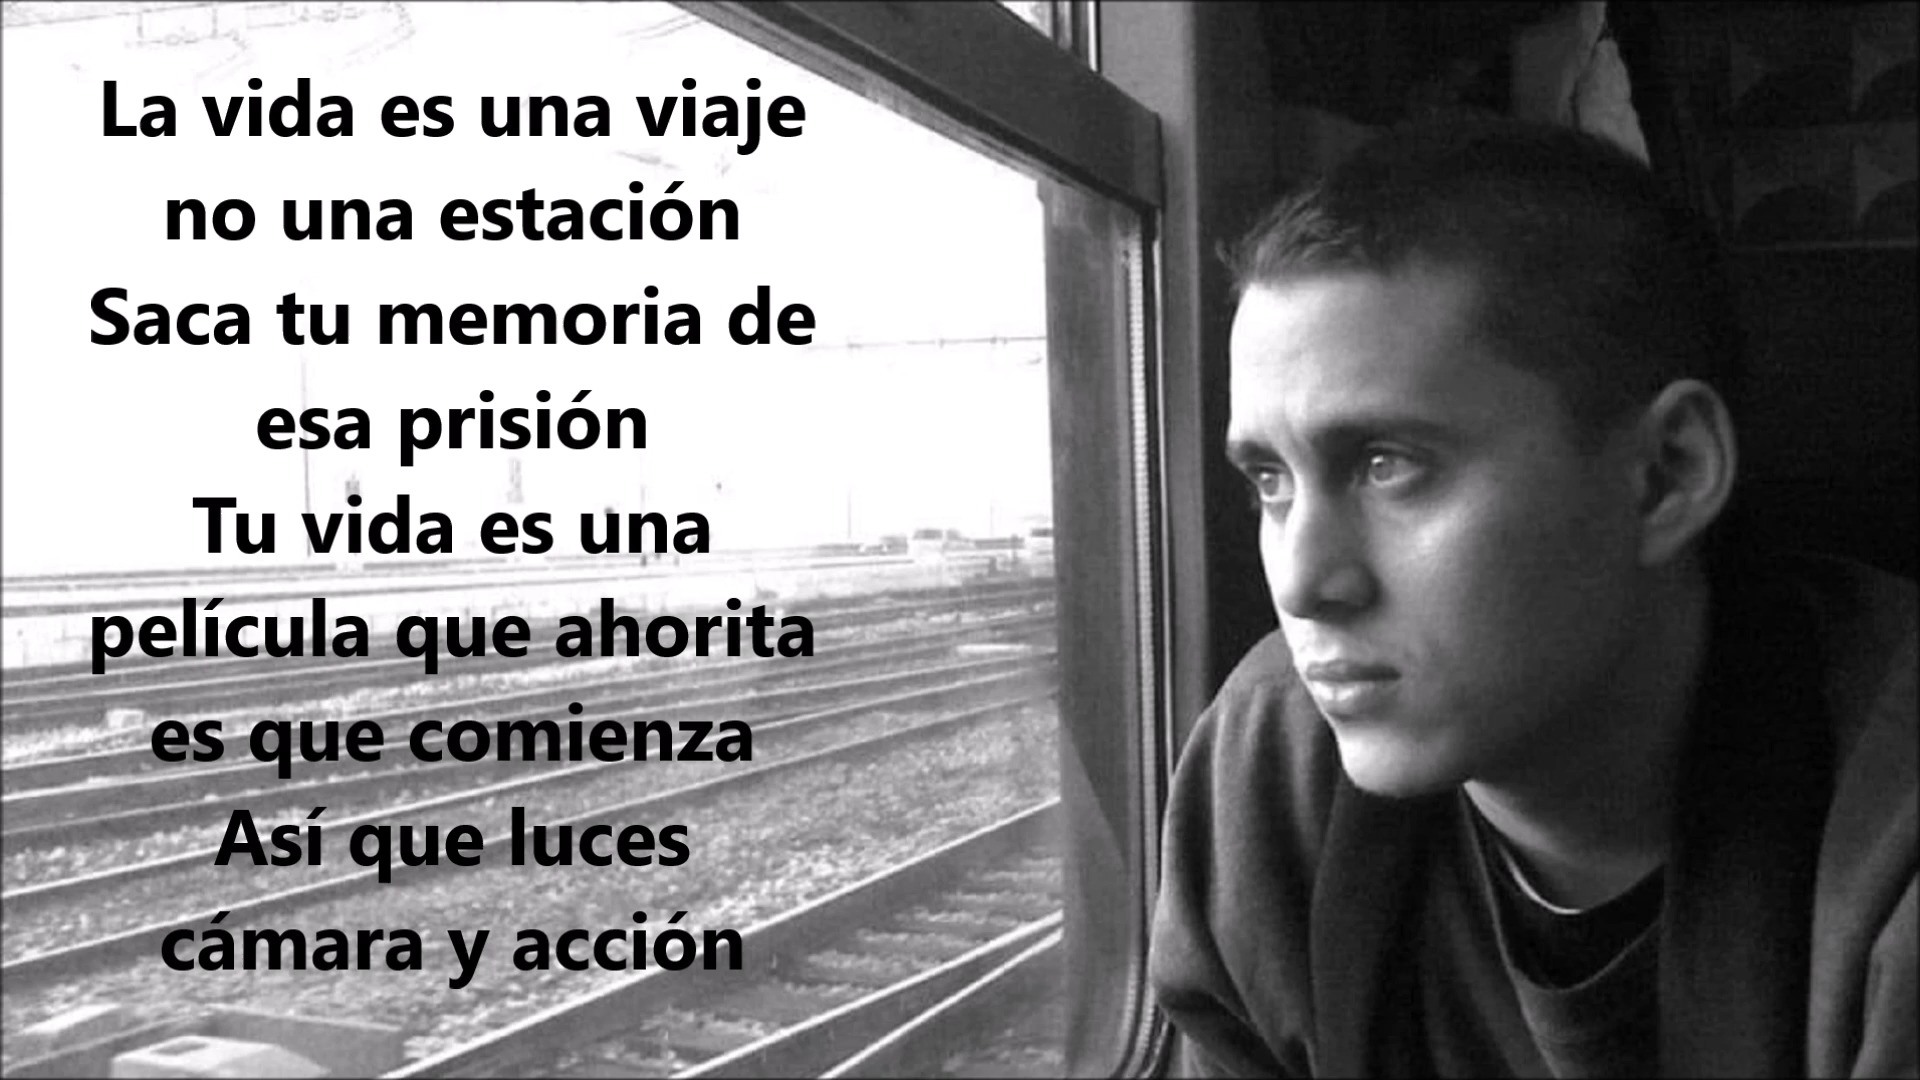 La vida es una viaje
no una estación
Saca tu memoria de
esa prisión
Tu vida es una
película que ahorita
es que comienza
Así que luces
cámara y acción